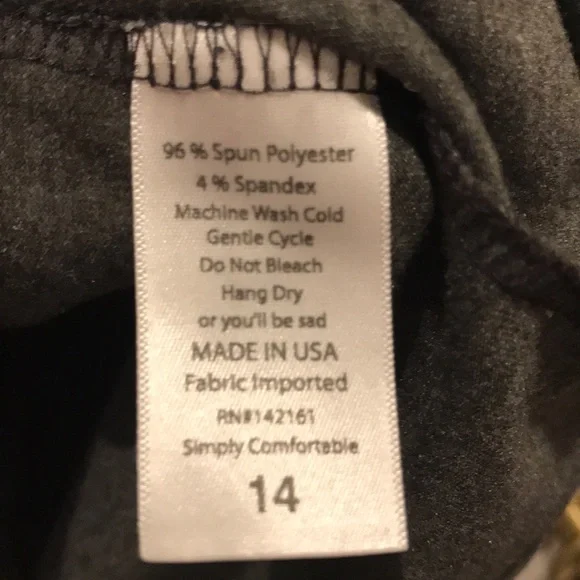 96 % Spun Polyester
4 % Spandex
Machine Wash Cold
Gentle Cycle
Do Not Bleach
Hang Dry
or you'll be sad
MADE IN USA
Fabric Imported
RN#142161
Simply Comfortable
14